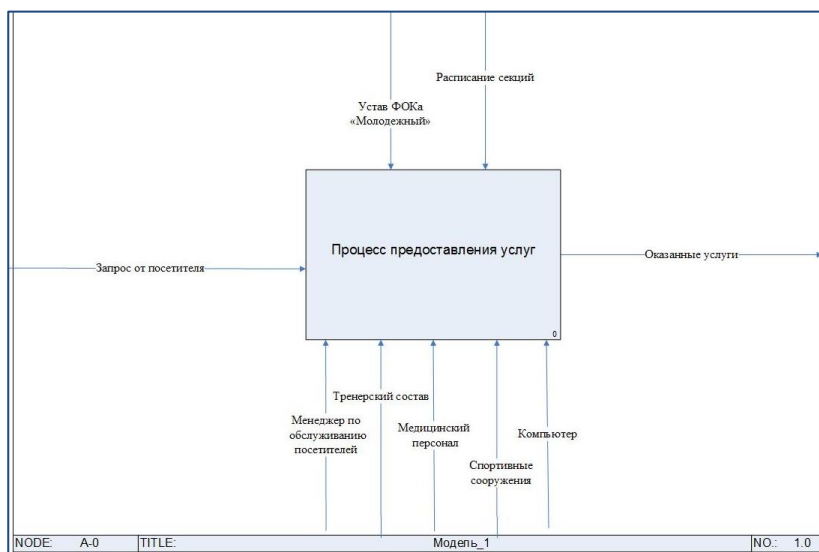 Расписание секций
Устав ФОКа
«Молодежный»
Процесс предоставления услуг
Запрос от посетителя
Оказанные услуги
0
Тренерский состав
Менеджер по
обслуживанию
посетителей
Медицинский
персонал
Компьютер
Спортивные
сооружения
NODE: A-0 TITLE: Модель_1 NO.: 1.0